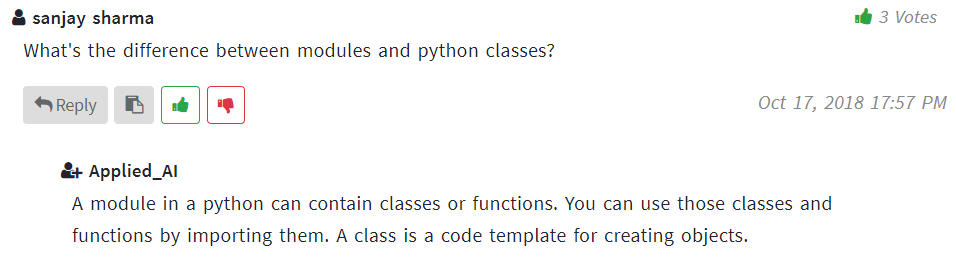 sanjay sharma
3 Votes
What's the difference between modules and python classes?
Reply
Oct 17, 2018 17:57 PM
Applied_AI
A module in a python can contain classes or functions. You can use those classes and
functions by importing them. A class is a code template for creating objects.